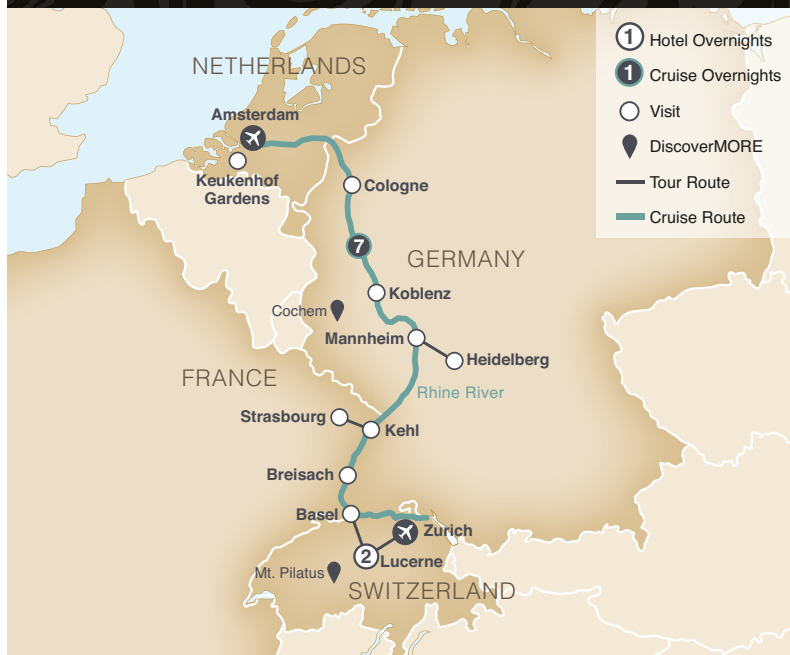 1 Hotel Overnights
1 Cruise Overnights
Visit
DiscoverMORE
Tour Route
Cruise Route
NETHERLANDS
Amsterdam
Keukenhof
Gardens
Cologne
7
GERMANY
Koblenz
Cochem
Mannheim
Heidelberg
FRANCE
Rhine River
Strasbourg
Kehl
Breisach
Basel
Zurich
2 Lucerne
Mt. Pilatus
SWITZERLAND